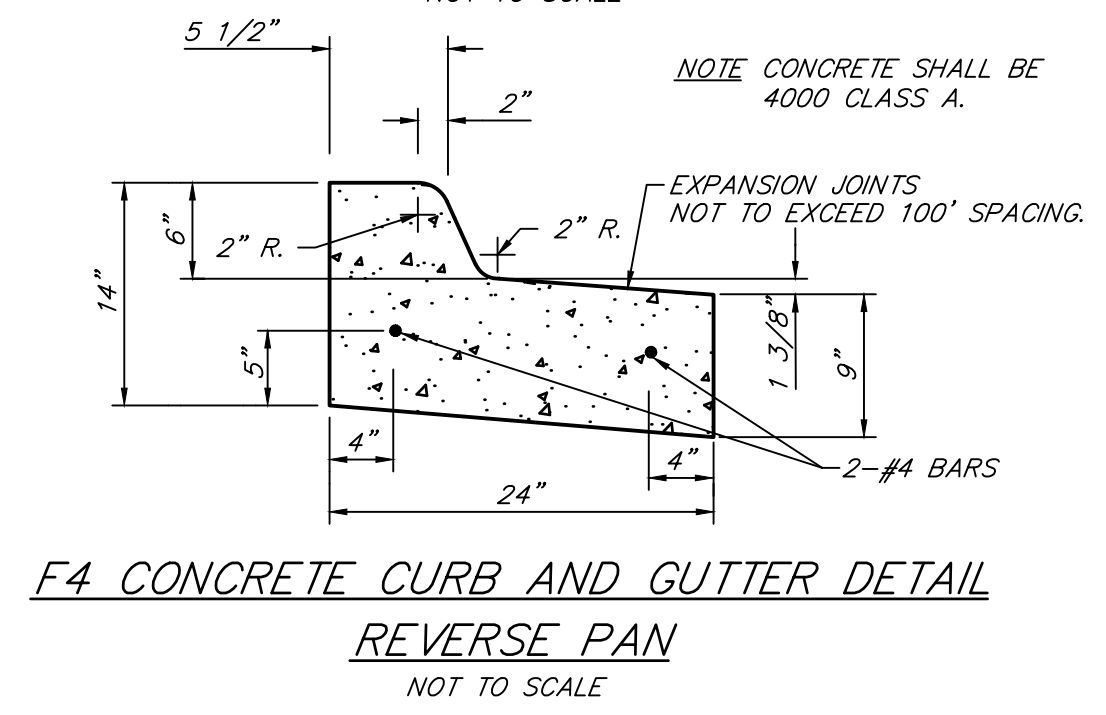 5 1/2"
NOTE CONCRETE SHALL BE
4000 CLASS A.
2"
EXPANSION JOINTS
NOT TO EXCEED 100' SPACING.
6"
2" R.
2" R.
14"
5"
1 3/8"
9"
4"
4"
2-#4 BARS
24"
F4 CONCRETE CURB AND GUTTER DETAIL
REVERSE PAN
NOT TO SCALE